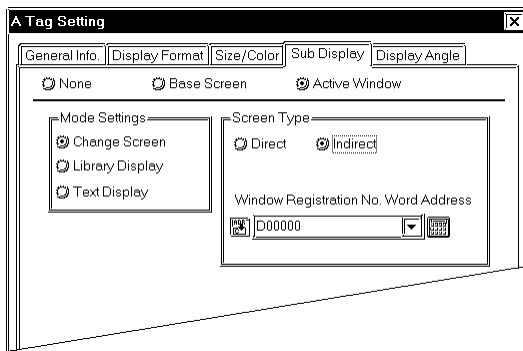 A Tag Setting
General Info. Display Format Size/Color Sub Display Display Angle
None Base Screen Active Window
Mode Settings
Change Screen
Library Display
Text Display
Screen Type
Direct Indirect
Window Registration No. Word Address
D00000